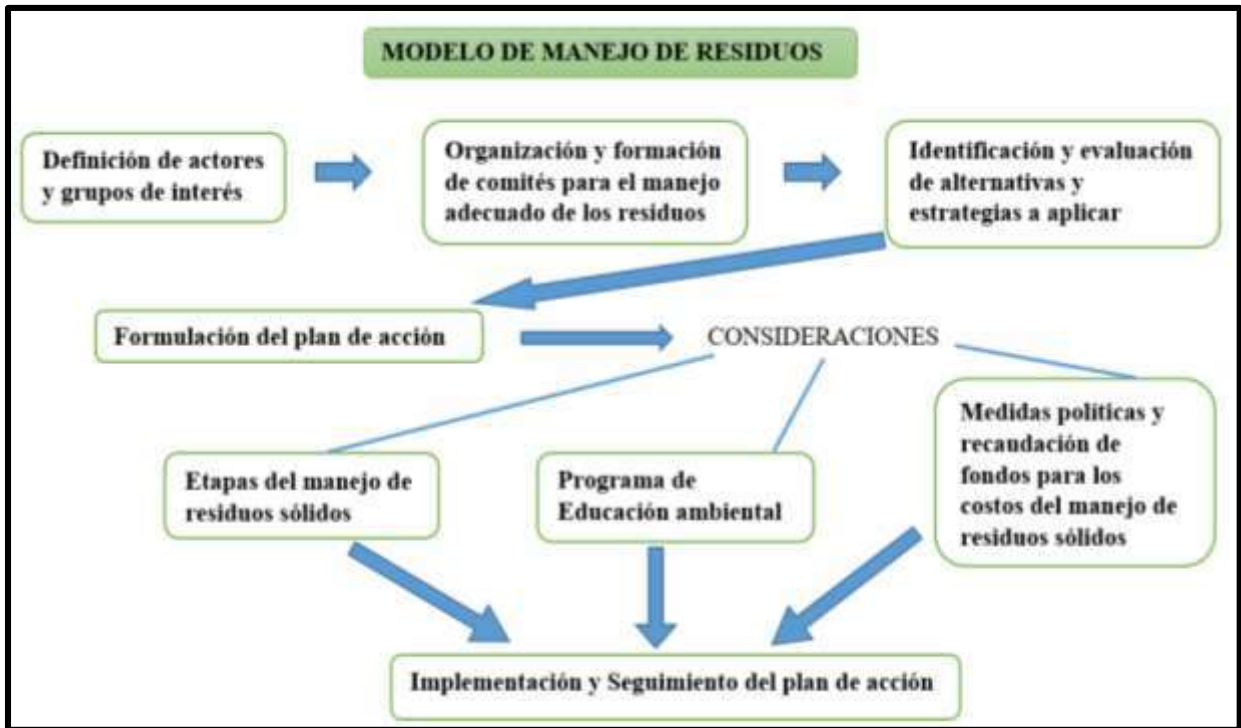 MODELO DE MANEJO DE RESIDUOS
Definición de actores
y grupos de interés
Organización y formación
de comités para el manejo
adecuado de los residuos
Identificación y evaluación
de alternativas y
estrategias a aplicar
Formulación del plan de acción
CONSIDERACIONES
Etapas del manejo de
residuos sólidos
Programa de
Educación ambiental
Medidas políticas y
recaudación de
fondos para los
costos del manejo de
residuos sólidos
Implementación y Seguimiento del plan de acción